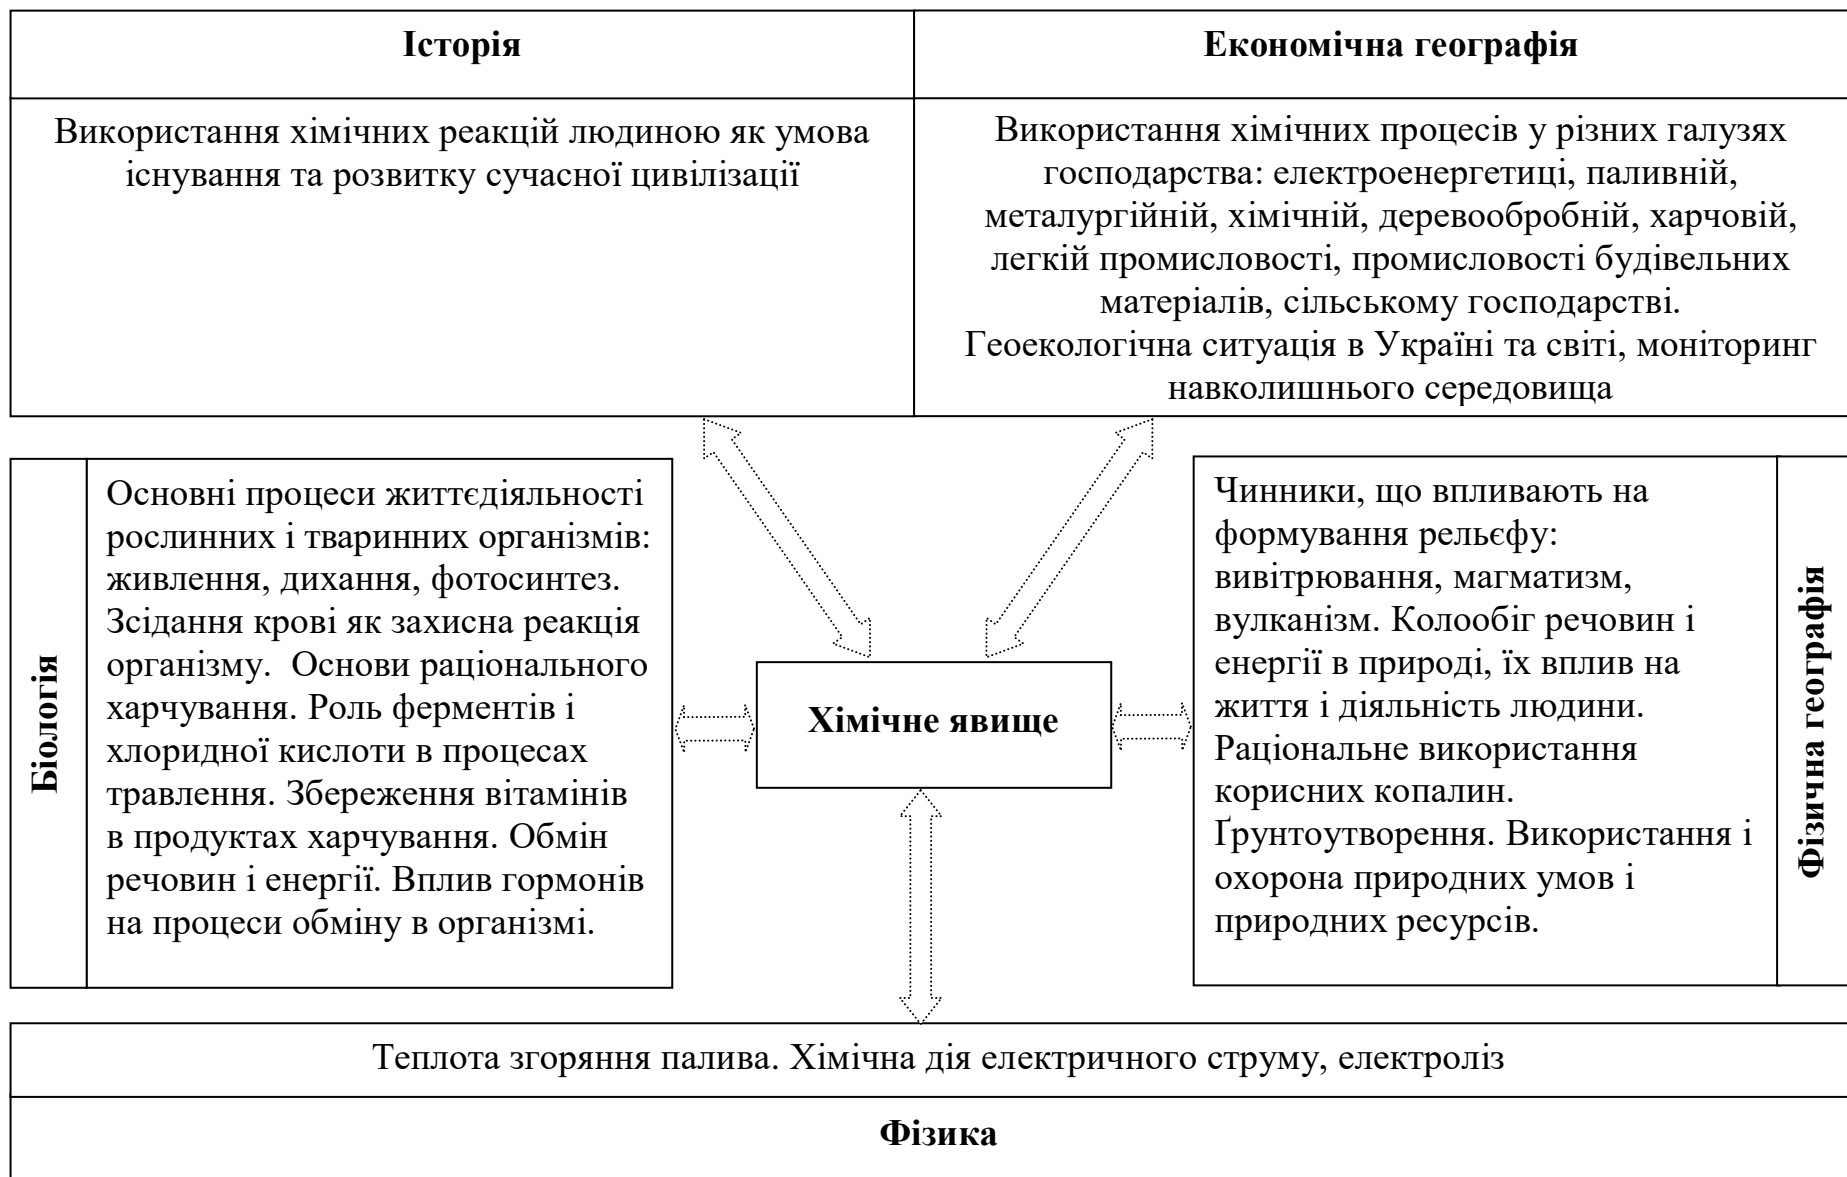 Історія
Економічна географія
Використання хімічних реакцій людиною як умова
існування та розвитку сучасної цивілізації
Використання хімічних процесів у різних галузях
господарства: електроенергетиці, паливній,
металургійній, хімічній, деревообробній, харчовій,
легкій промисловості, промисловості будівельних
матеріалів, сільському господарстві.
Геоекологічна ситуація в Україні та світі, моніторинг
навколишнього середовища
Біологія
Основні процеси життєдіяльності
рослинних і тваринних організмів:
живлення, дихання, фотосинтез.
Зсідання крові як захисна реакція
організму.  Основи раціонального
харчування. Роль ферментів і
хлоридної кислоти в процесах
травлення. Збереження вітамінів
в продуктах харчування. Обмін
речовин і енергії. Вплив гормонів
на процеси обміну в організмі.
Хімічне явище
Чинники, що впливають на
формування рельєфу:
вивітрювання, магматизм,
вулканізм. Колообіг речовин і
енергії в природі, їх вплив на
життя і діяльність людини.
Раціональне використання
корисних копалин.
Ґрунтоутворення. Використання і
охорона природних умов і
природних ресурсів.
Фізична географія
Теплота згоряння палива. Хімічна дія електричного струму, електроліз
Фізика